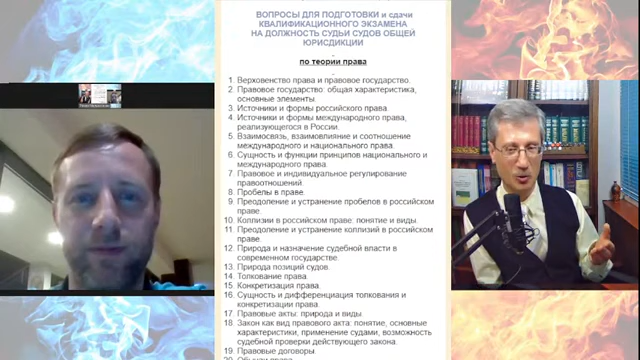 ВОПРОСЫ ДЛЯ ПОДГОТОВКИ и сдачи
КВАЛИФИКАЦИОННОГО ЭКЗАМЕНА
НА ДОЛЖНОСТЬ СУДЬИ СУДОВ ОБЩЕЙ
ЮРИСДИКЦИИ
по теории права
1. Верховенство права и правовое государство.
2 Правовое государство: общая характеристика,
основные элементы.
3 Источники и формы российского права.
4. Источники и формы международного права,
реализующегося в России.
5. Взаимосвязь, взаимовлияние и соотношение
международного и национального права.
6 Сущность и функции принципов национального и
международного права.
7 Правовое и индивидуальное регулирование
правоотношений
8 Пробелы в праве.
9. Преодоление и устранение пробелов в российском
праве.
10. Коллизии в российском праве: понятие и виды.
11. Преодоление и устранение коллизий в российском
праве.
12. Природа и назначение судебной власти в
современном государстве.
13. Природа позиций судов.
14. Толкование права.
15. Конкретизация права.
16. Сущность и дифференциация толкования и
конкретизации права.
17. Правовые акты: природа и виды.
18. Закон как вид правового акта: понятие, основные
характеристики, применение судами, возможность
судебной проверки действующего закона.
19. Правовые договоры
20. Обычаи права